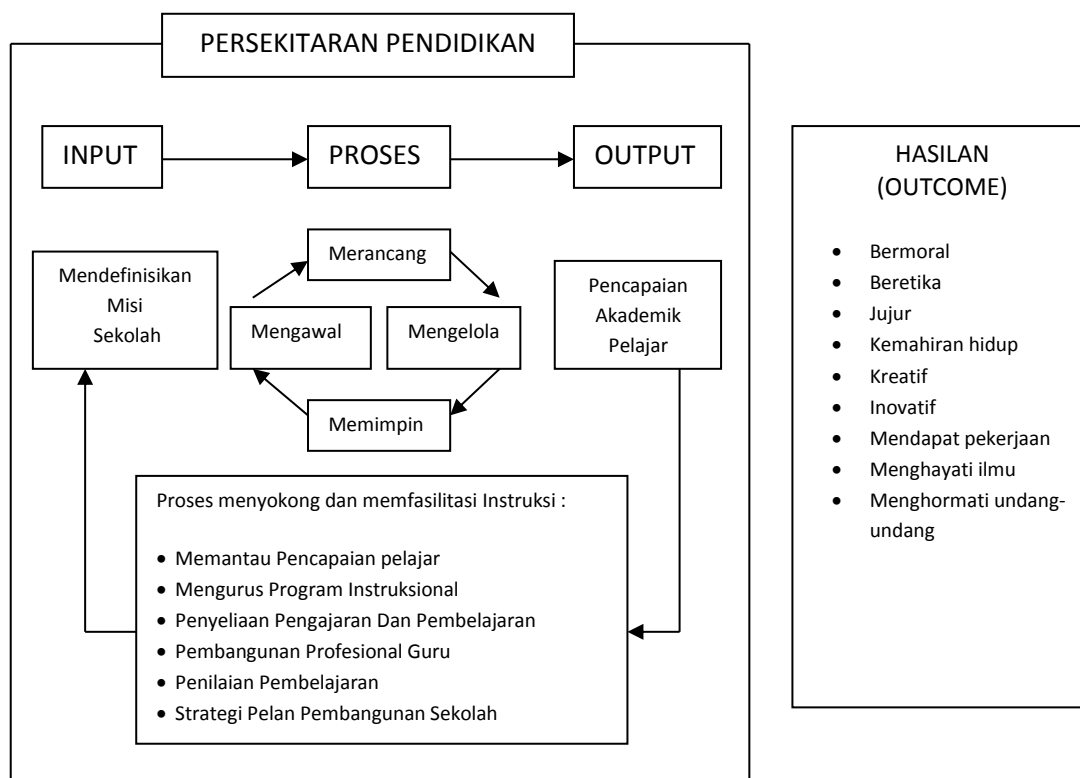 PERSEKITARAN PENDIDIKAN
INPUT
PROSES
OUTPUT
Mendefinisikan
Misi
Sekolah
Merancang
Mengawal
Mengelola
Memimpin
Pencapaian
Akademik
Pelajar
Proses menyokong dan memfasilitasi Instruksi :
• Memantau Pencapaian pelajar
• Mengurus Program Instruksional
• Penyeliaan Pengajaran Dan Pembelajaran
• Pembangunan Profesional Guru
• Penilaian Pembelajaran
• Strategi Pelan Pembangunan Sekolah
HASILAN
(OUTCOME)
• Bermoral
• Beretika
• Jujur
• Kemahiran hidup
• Kreatif
• Inovatif
• Mendapat pekerjaan
• Menghayati ilmu
• Menghormati undang-
undang